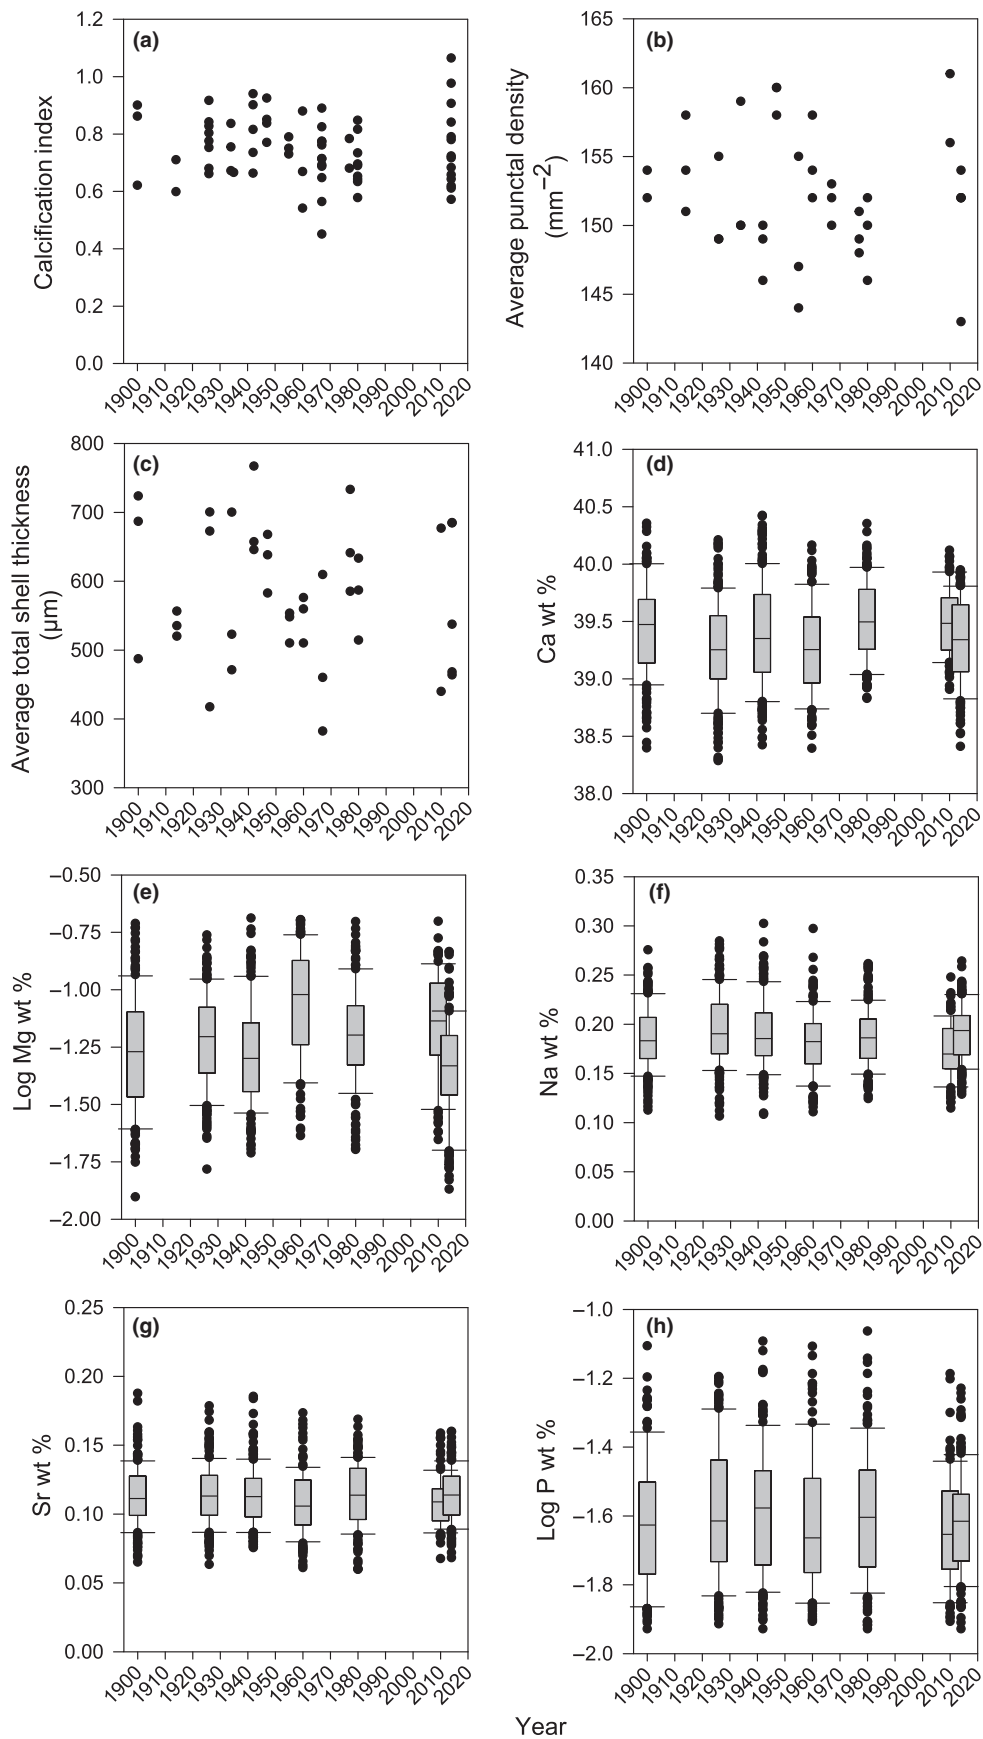 (a)
Calcification index
1.2
1.0
0.8
0.6
0.4
0.2
0.0
1900 1910 1920 1930 1940 1950 1960 1970 1980 1990 2000 2010 2020
(b)
Average punctal density
(mm−2)
165
160
155
150
145
140
1900 1910 1920 1930 1940 1950 1960 1970 1980 1990 2000 2010 2020
(c)
Average total shell thickness
(μm)
800
700
600
500
400
300
1900 1910 1920 1930 1940 1950 1960 1970 1980 1990 2000 2010 2020
(d)
Ca wt %
41.0
40.5
40.0
39.5
39.0
38.5
38.0
1900 1910 1920 1930 1940 1950 1960 1970 1980 1990 2000 2010 2020
(e)
Log Mg wt %
−0.50
−0.75
−1.00
−1.25
−1.50
−1.75
−2.00
1900 1910 1920 1930 1940 1950 1960 1970 1980 1990 2000 2010 2020
(f)
Na wt %
0.35
0.30
0.25
0.20
0.15
0.10
0.05
0.00
1900 1910 1920 1930 1940 1950 1960 1970 1980 1990 2000 2010 2020
(g)
Sr wt %
0.25
0.20
0.15
0.10
0.05
0.00
1900 1910 1920 1930 1940 1950 1960 1970 1980 1990 2000 2010 2020
(h)
Log P wt %
−1.0
−1.2
−1.4
−1.6
−1.8
−2.0
1900 1910 1920 1930 1940 1950 1960 1970 1980 1990 2000 2010 2020
Year